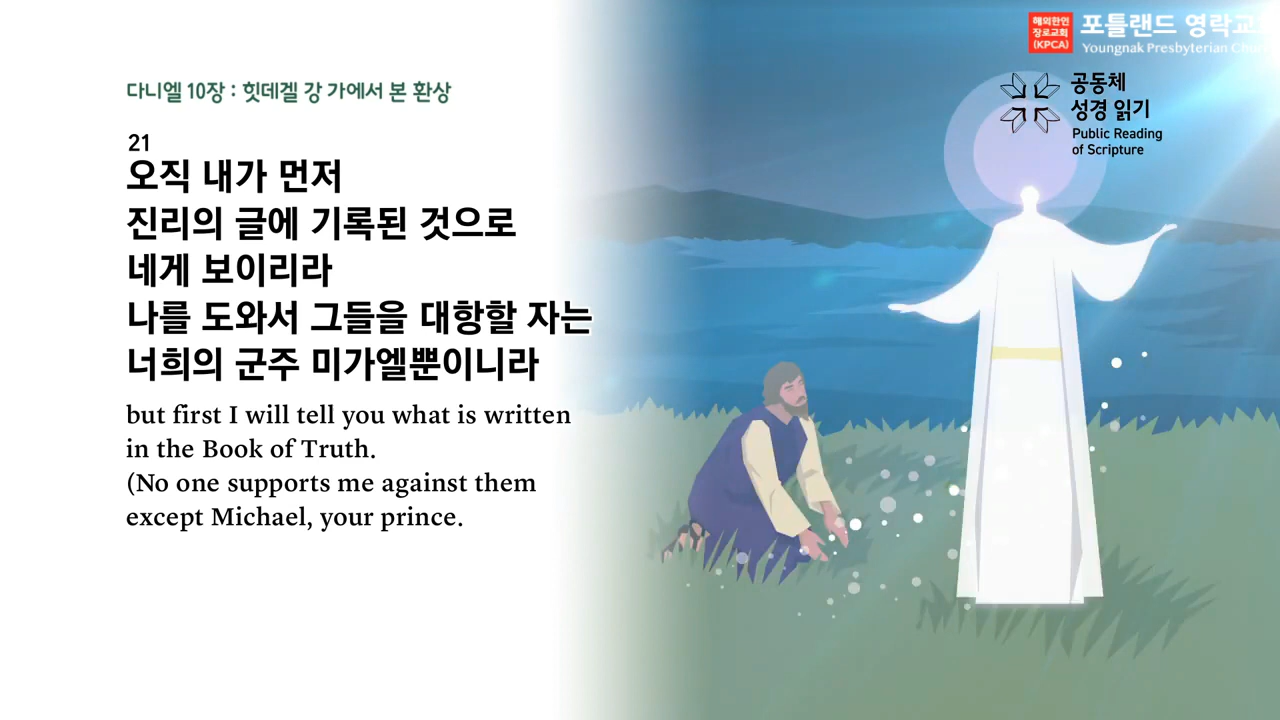 해외한인
장로교회
(KPCA)
포틀랜드 영락교
Youngnak Presbyterian
공동체
성경 읽기
Public Reading
of Scripture
다니엘 10장 : 힛데겔 강 가에서 본 환상
21
오직 내가 먼저
진리의 글에 기록된 것으로
네게 보이리라
나를 도와서 그들을 대항할 자는
너희의 군주 미가엘뿐이니라
but first I will tell you what is written
in the Book of Truth.
(No one supports me against them
except Michael, your prince.